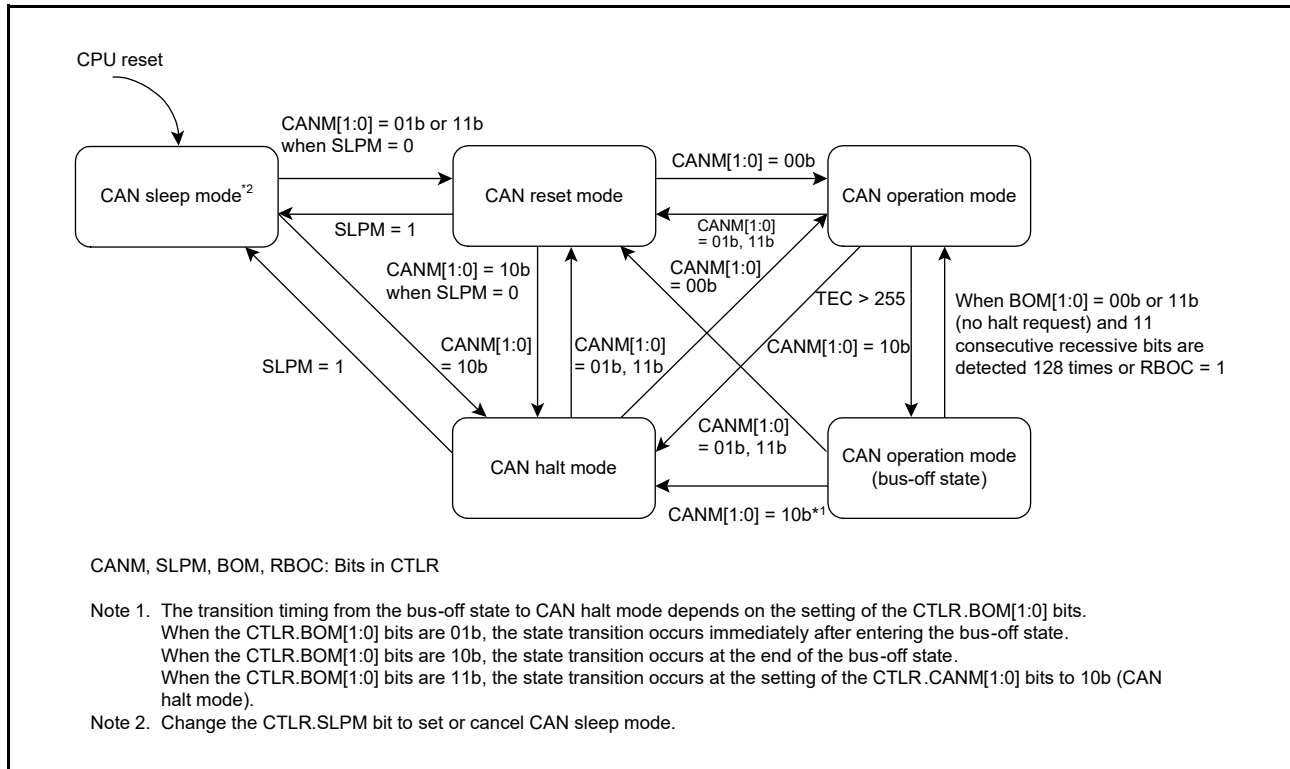 CPU reset
CANM[1:0] = 01b or 11b
when SLPM = 0
CANM[1:0] = 00b
CAN sleep mode*2
CAN reset mode
CAN operation mode
SLPM = 1
CANM[1:0]
= 01b, 11b
CANM[1:0] = 10b
when SLPM = 0
CANM[1:0]
= 00b
TEC > 255
When BOM[1:0] = 00b or 11b
(no halt request) and 11
consecutive recessive bits are
detected 128 times or RBOC = 1
SLPM = 1
CANM[1:0]
= 10b
CANM[1:0]
= 01b, 11b
CANM[1:0] = 10b
CANM[1:0]
= 01b, 11b
CAN halt mode
CAN operation mode
(bus-off state)
CANM[1:0] = 10b*1
CANM, SLPM, BOM, RBOC: Bits in CTLR
Note 1. The transition timing from the bus-off state to CAN halt mode depends on the setting of the CTLR.BOM[1:0] bits.
When the CTLR.BOM[1:0] bits are 01b, the state transition occurs immediately after entering the bus-off state.
When the CTLR.BOM[1:0] bits are 10b, the state transition occurs at the end of the bus-off state.
When the CTLR.BOM[1:0] bits are 11b, the state transition occurs at the setting of the CTLR.CANM[1:0] bits to 10b (CAN
halt mode).
Note 2. Change the CTLR.SLPM bit to set or cancel CAN sleep mode.